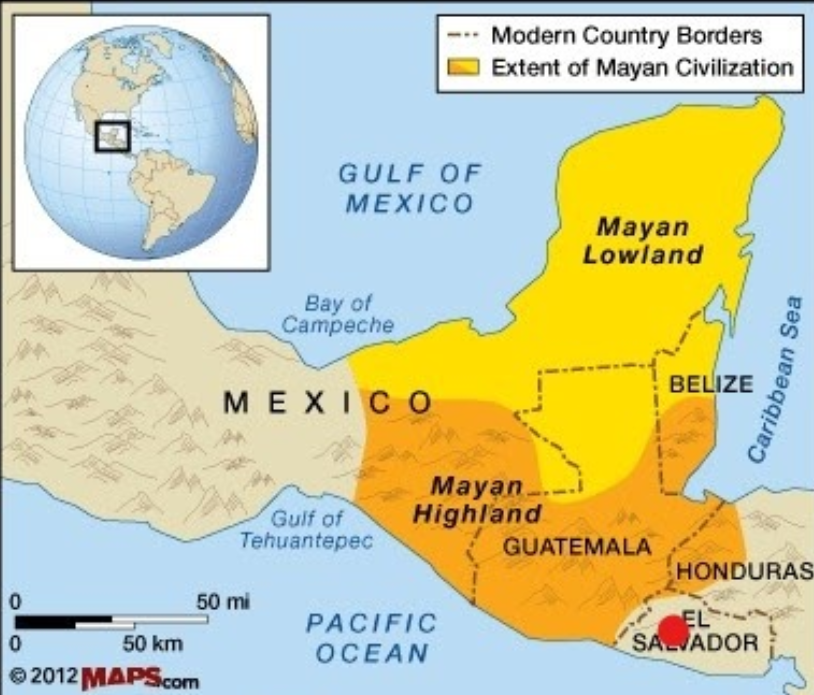 Modern Country Borders
Extent of Mayan Civilization
GULF OF
MEXICO
Mayan
Lowland
Bay of
Campeche
Caribbean Sea
BELIZE
MEXICO
Mayan
Highland
Gulf of
Tehuantepec
GUATEMALA
HONDURAS
0 50 mi
0 50 km
PACIFIC
OCEAN
EL
SALVADOR
© 2012 MAPS.com